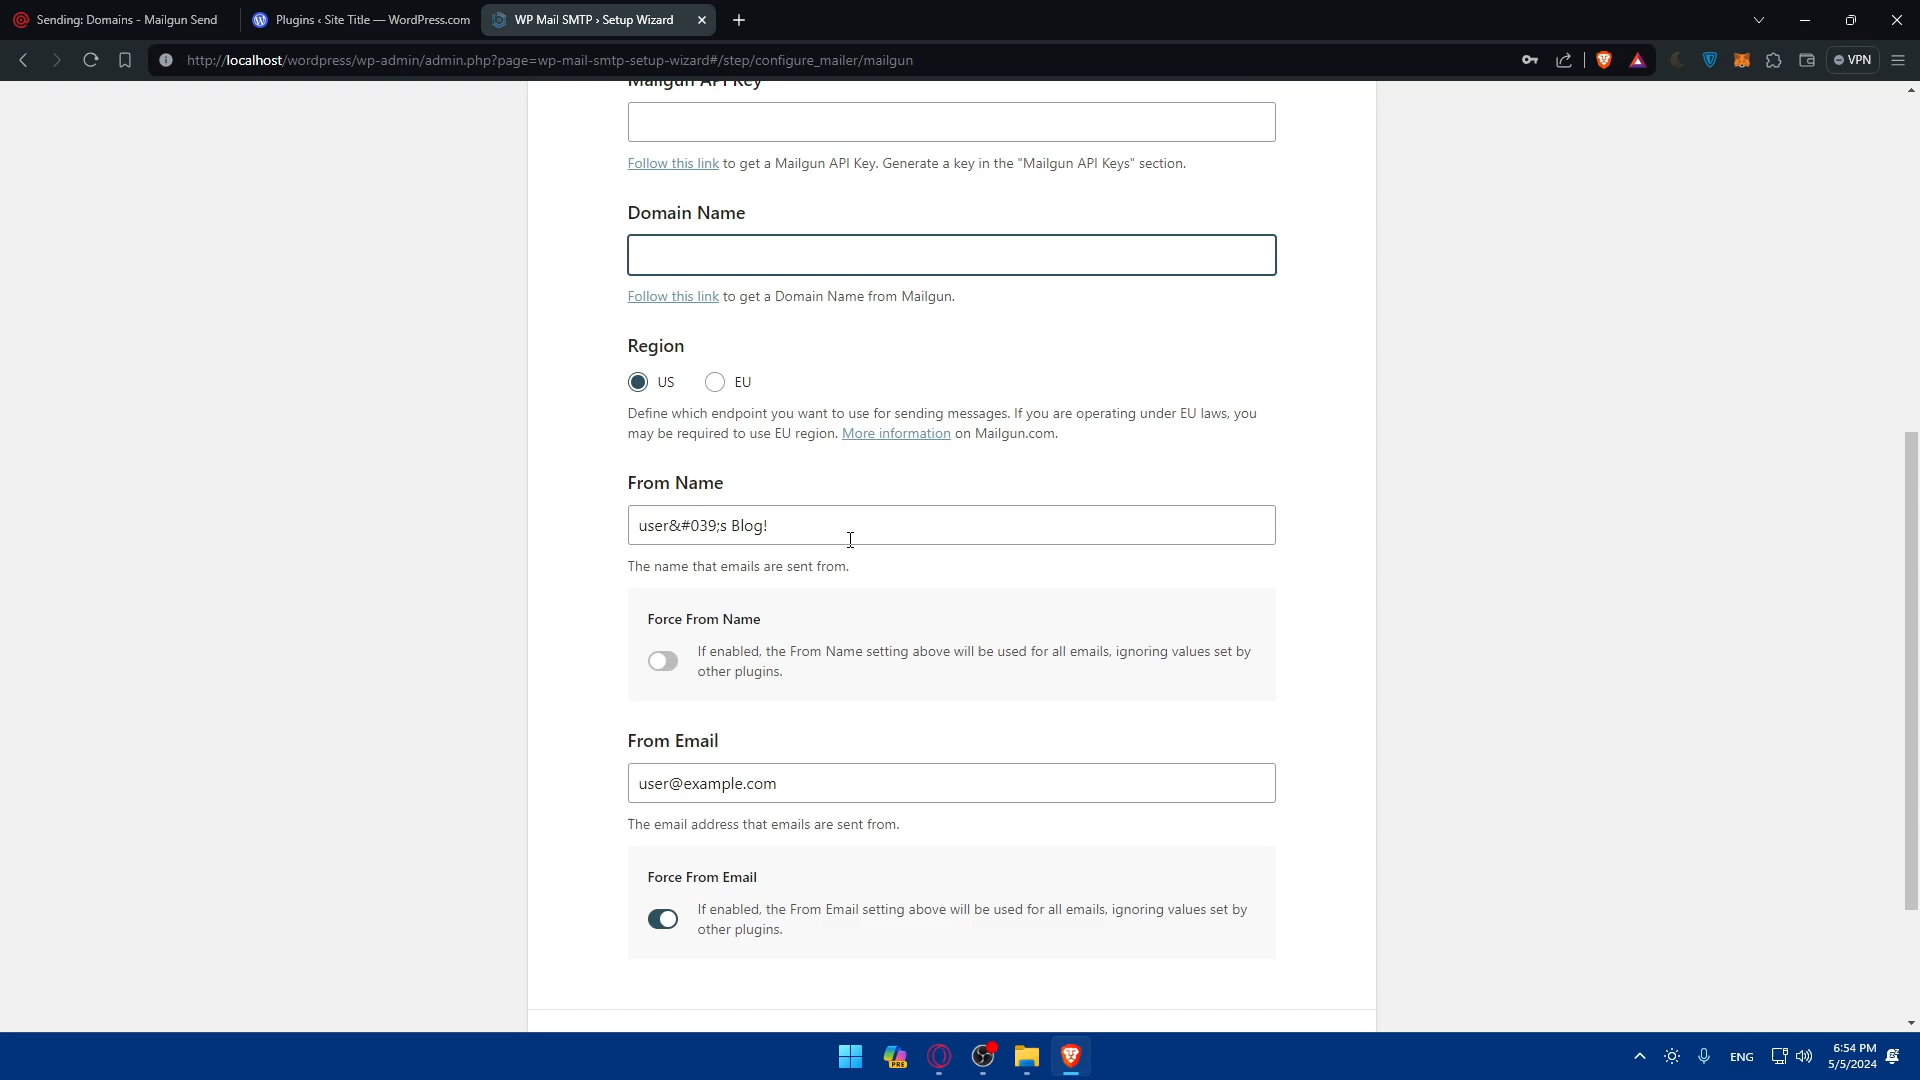 Sending: Domains - Mailgun Send
Plugins ‹ Site Title — WordPress.com
WP Mail SMTP › Setup Wizard
http://localhost/wordpress/wp-admin/admin.php?page=wp-mail-smtp-setup-wizard#/step/configure_mailer/mailgun
VPN
Mailgun API Key
Follow this link to get a Mailgun API Key. Generate a key in the "Mailgun API Keys" section.
Domain Name
Follow this link to get a Domain Name from Mailgun.
Region
US
EU
Define which endpoint you want to use for sending messages. If you are operating under EU laws, you
may be required to use EU region. More information on Mailgun.com.
From Name
user&#039;s Blog!
The name that emails are sent from.
Force From Name
If enabled, the From Name setting above will be used for all emails, ignoring values set by
other plugins.
From Email
user@example.com
The email address that emails are sent from.
Force From Email
If enabled, the From Email setting above will be used for all emails, ignoring values set by
other plugins.
PRE
ENG
6:54 PM
5/5/2024